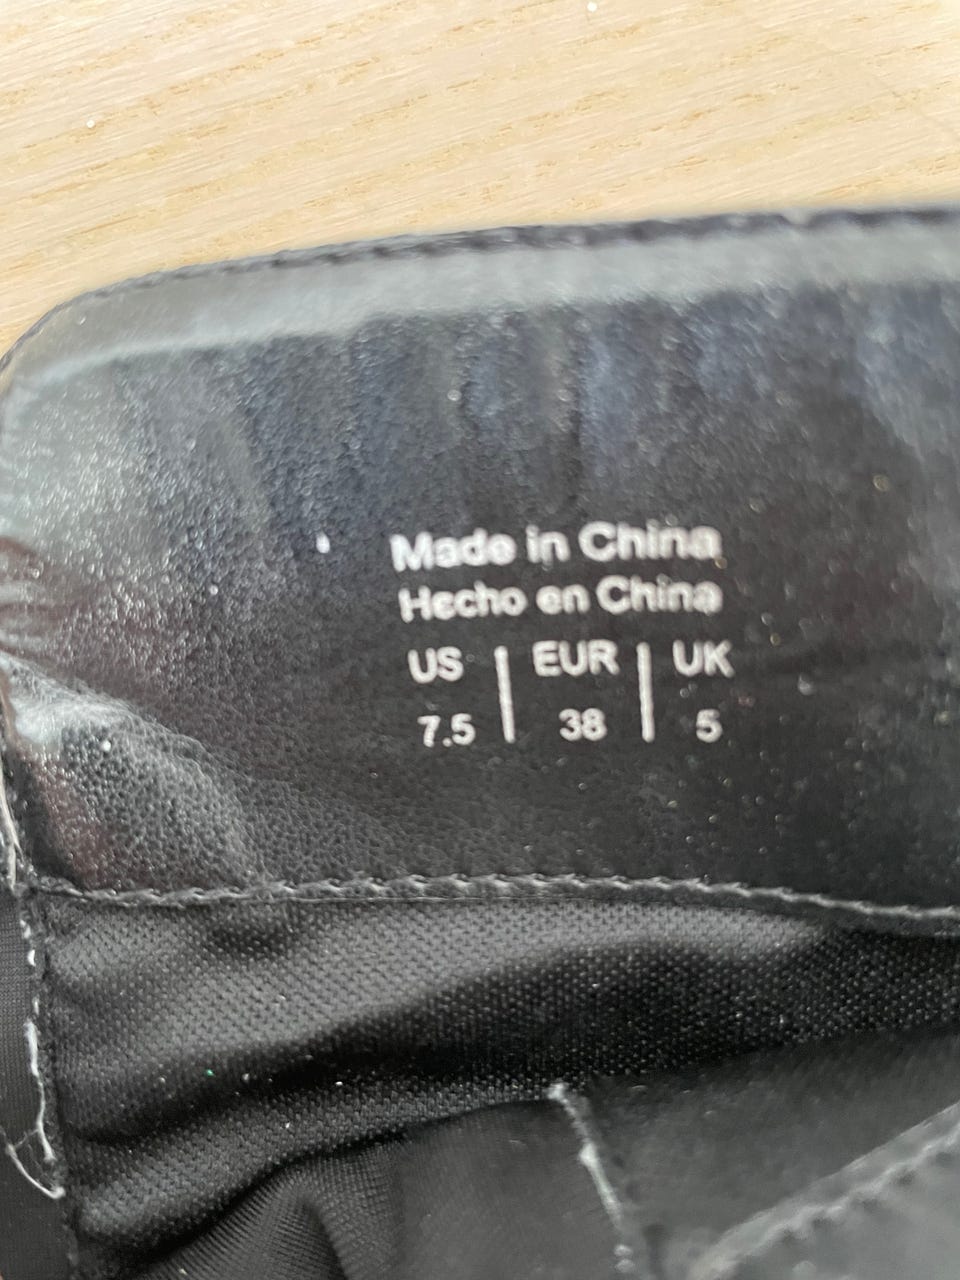 Made in China
Hecho en China
US | EUR | UK
7.5 | 38 | 5